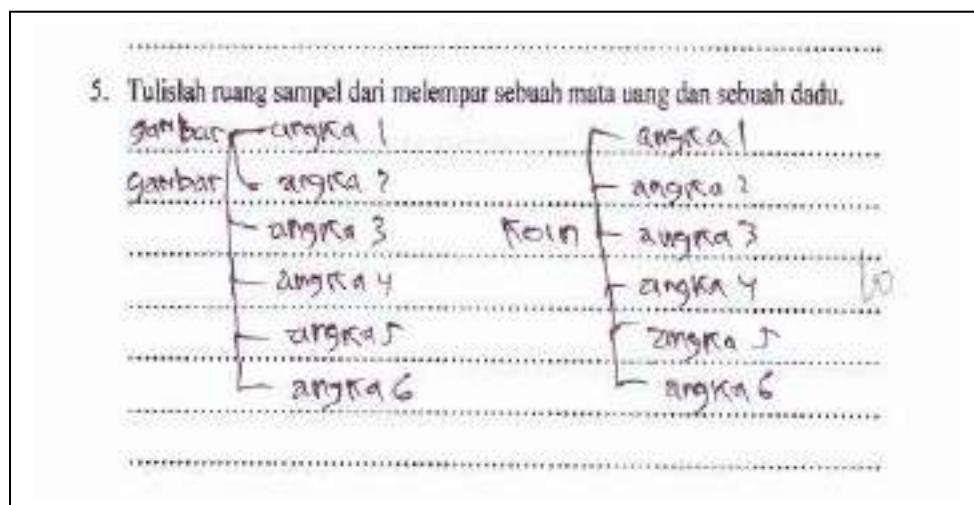 5. Tulislah ruang sampel dari melempar sebuah mata uang dan sebuah dadu.
gambar angka 1 angka 1
gambar angka 2 angka 2
angka 3 Koin angka 3
angka 4 angka 4
angka 5 angka 5
angka 6 angka 6